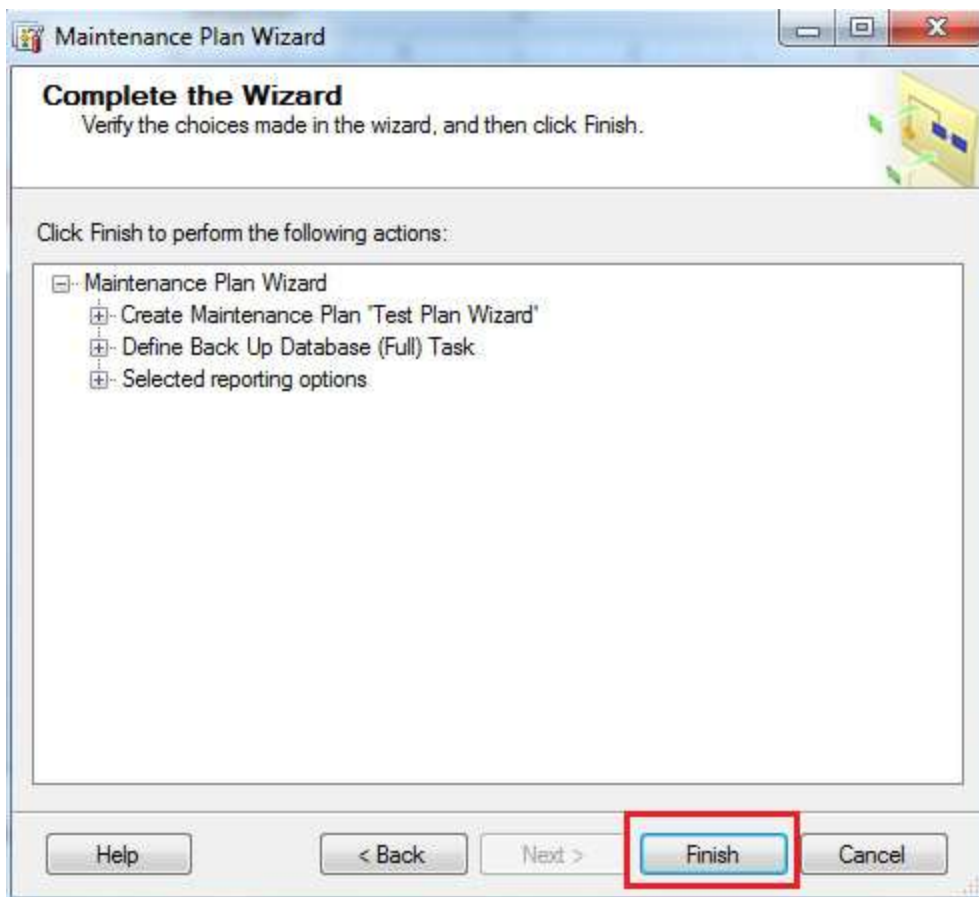 Maintenance Plan Wizard
Complete the Wizard
Verify the choices made in the wizard, and then click Finish.
Click Finish to perform the following actions:
Maintenance Plan Wizard
Create Maintenance Plan "Test Plan Wizard"
Define Back Up Database (Full) Task
Selected reporting options
Help
< Back
Next >
Finish
Cancel